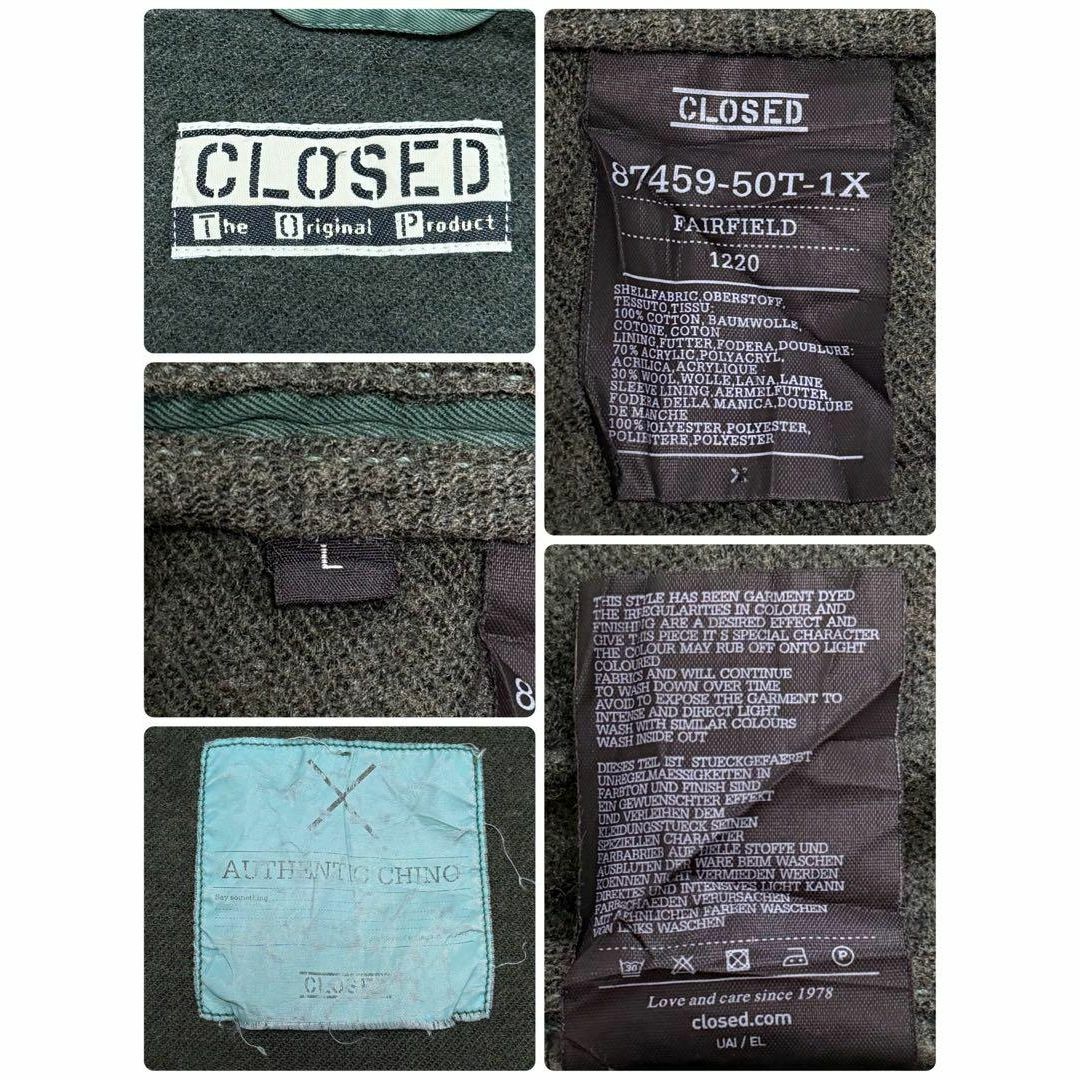 CLOSED
The Original Product
L
8
AUTHENTIC CHINO
Say something
CLOSED
CLOSED
87459-50T-1X
FAIRFIELD
1220
SHELLFABRIC,OBERSTOFF,
TESSUTO,TISSU:
100% COTTON, BAUMWOLLE,
COTONE, COTON
LINING,FUTTER,FODERA,DOUBLURE:
70% ACRYLIC,POLYACRYL,
ACRILICA,ACRYLIQUE
30% WOOL,WOLLE,LANA,LAINE
SLEEVE LINING,AERMELFUTTER,
FODERA DELLA MANICA,DOUBLURE
DE MANCHE
100% POLYESTER,POLYESTER,
POLIETERE,POLYESTER
X
THIS STYLE HAS BEEN GARMENT DYED
THE IRREGULARITIES IN COLOUR AND
FINISHING ARE A DESIRED EFFECT AND
GIVE THIS PIECE IT S SPECIAL CHARACTER
THE COLOUR MAY RUB OFF ONTO LIGHT
COLOURED
FABRICS AND WILL CONTINUE
TO WASH DOWN OVER TIME
AVOID TO EXPOSE THE GARMENT TO
INTENSE AND DIRECT LIGHT
WASH WITH SIMILAR COLOURS
WASH INSIDE OUT
DIESES TEIL IST STUECKGEFAERBT
UNREGELMAESSIGKEITEN IN
FARBTON UND FINISH SIND
EIN GEWUENSCHTER EFFEKT
UND VERLEIHEN DEM
KLEIDUNGSSTUECK SEINEN
SPEZIELLEN CHARAKTER
FARBABRIEB AUF HELLE STOFFE UND
AUSBLUTEN DER WARE BEIM WASCHEN
KOENNEN NICHT VERMIEDEN WERDEN
DIREKTES UND INTENSIVES LICHT KANN
FARBSCHAEDEN VERURSACHEN
MIT AEHNLICHEN FARBEN WASCHEN
VON LINKS WASCHEN
30 P
Love and care since 1978
closed.com
UAI / EL